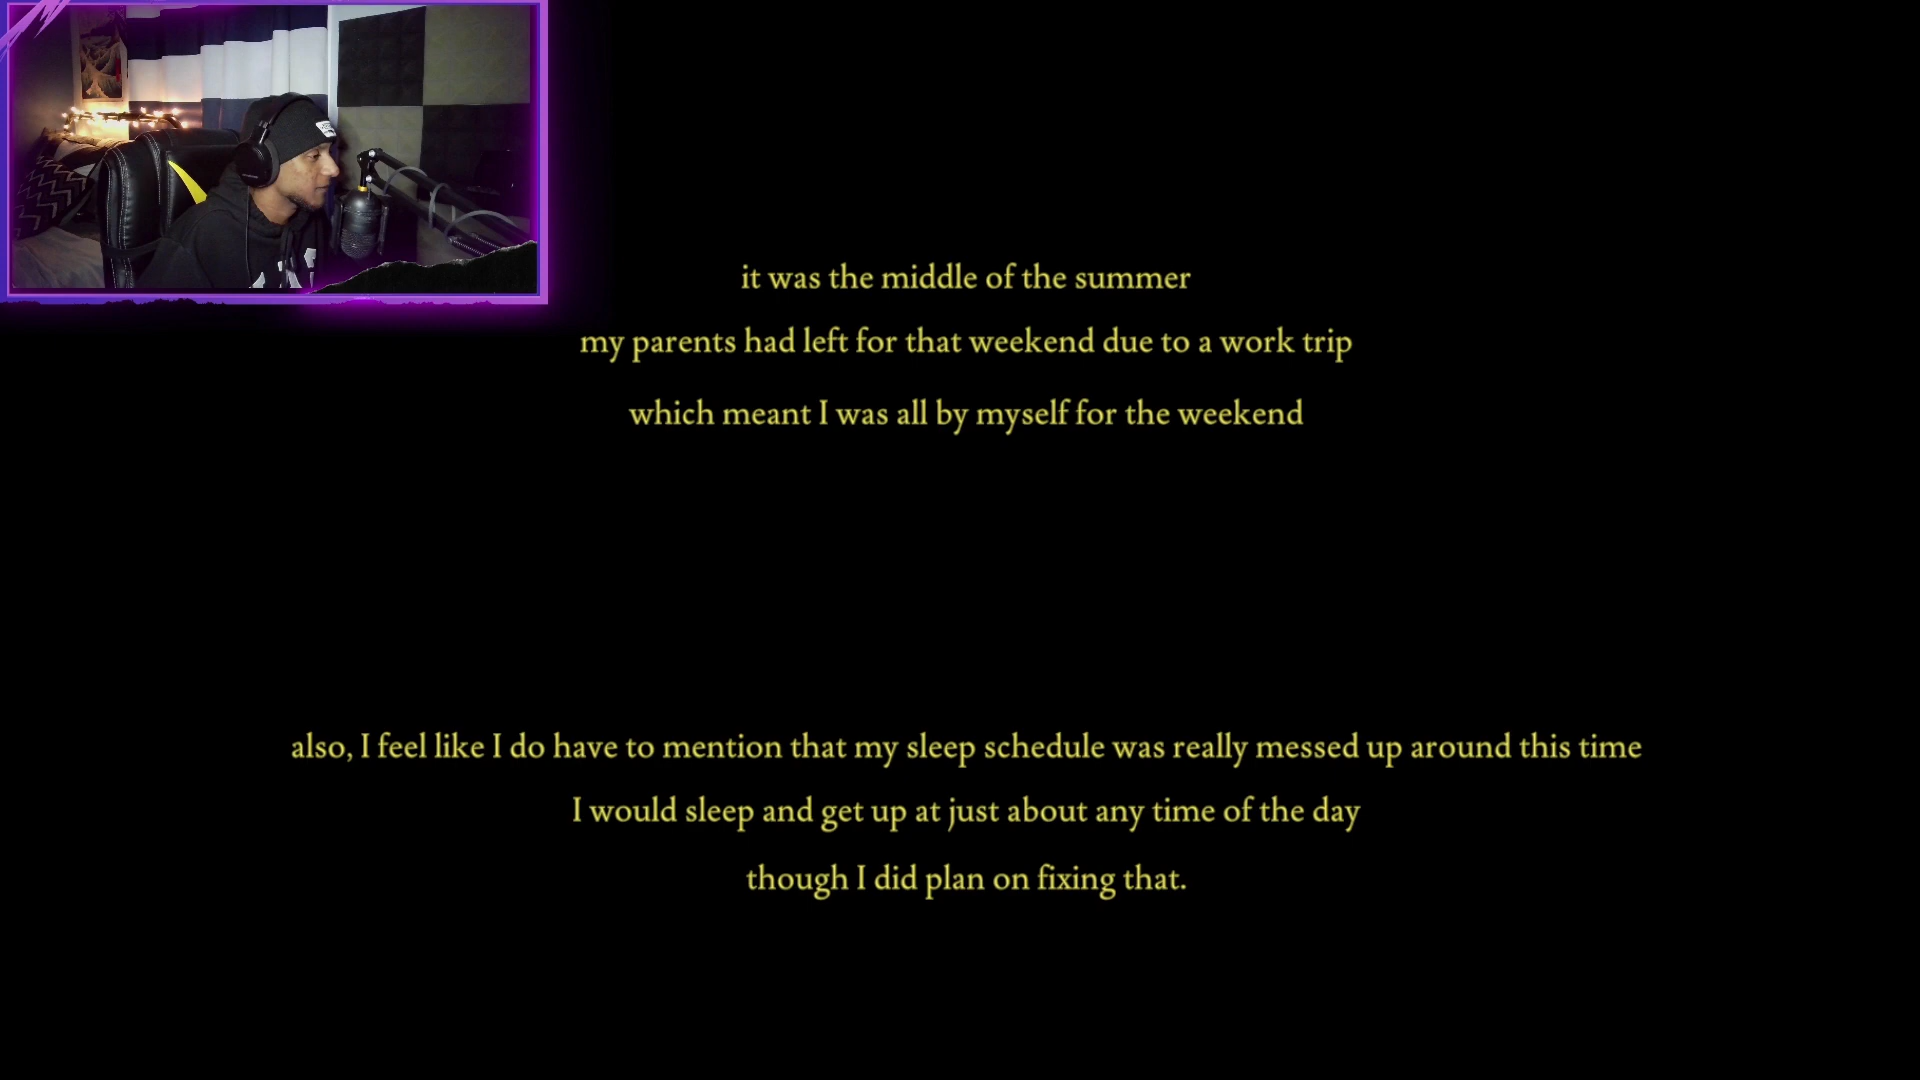 it was the middle of the summer
my parents had left for that weekend due to a work trip
which meant I was all by myself for the weekend
also, I feel like I do have to mention that my sleep schedule was really messed up around this time
I would sleep and get up at just about any time of the day
though I did plan on fixing that.